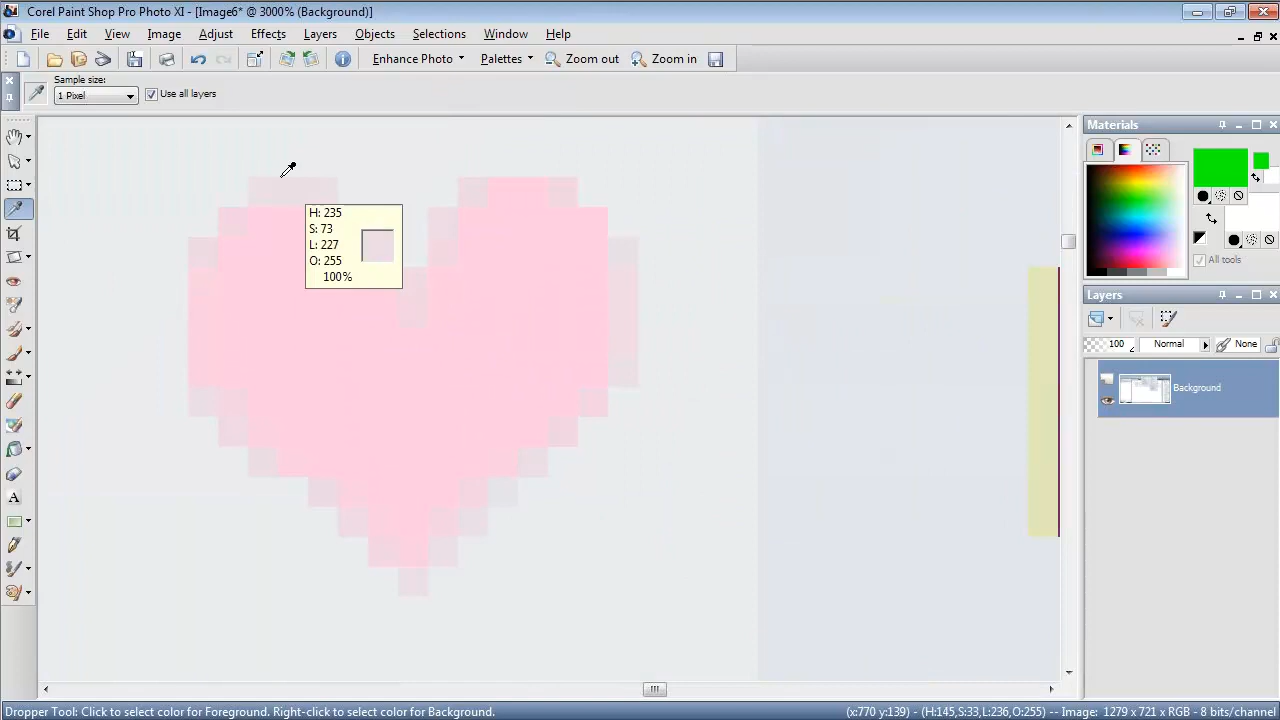 Corel Paint Shop Pro Photo XI - [Image6* @ 3000% (Background)]
File Edit View Image Adjust Effects Layers Objects Selections Window Help
Enhance Photo Palettes Zoom out Zoom in
Sample size:
1 Pixel Use all layers
Materials
All tools
H: 235
S: 73
L: 227
O: 255
100%
Layers
100 Normal None
Background
A
Dropper Tool: Click to select color for Foreground. Right-click to select color for Background.
(x:770 y:139) -- (H:145,S:33,L:236,O:255) -- Image: 1279 x 721 x RGB - 8 bits/channel